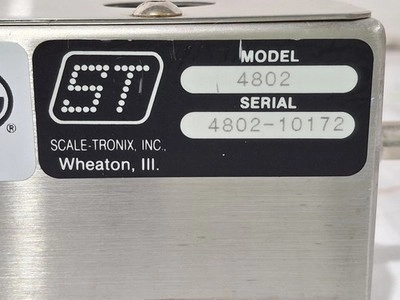 ST
MODEL
4802
SERIAL
4802-10172
SCALE-TRONIX, INC.,
Wheaton, Ill.
®